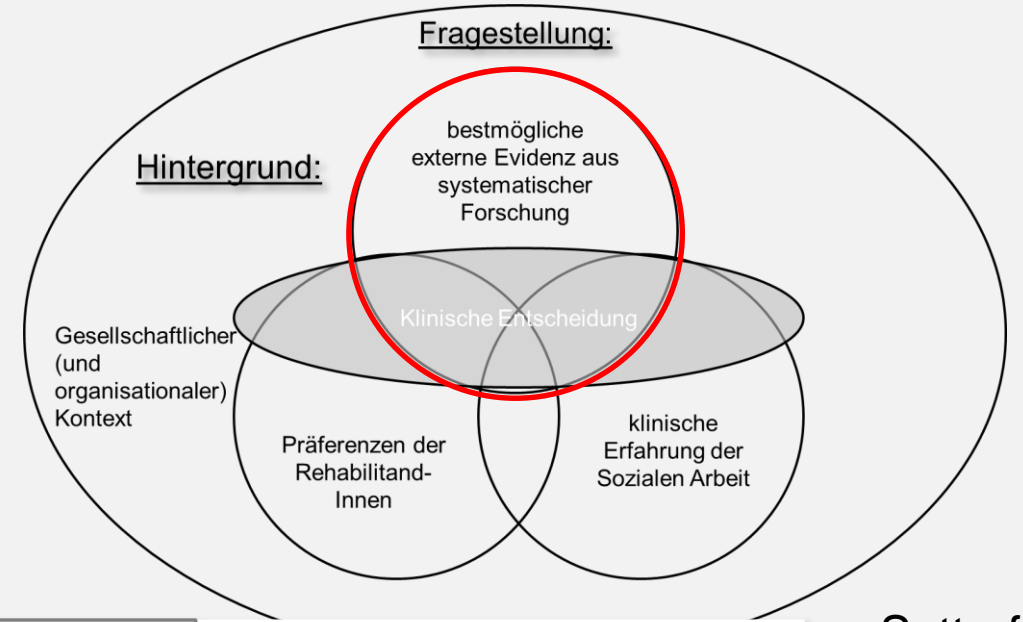 Fragestellung:
bestmögliche
externe Evidenz aus
systematischer
Forschung
Hintergrund:
Klinische Entscheidung
Gesellschaftlicher
(und
organisationaler)
Kontext
Präferenzen der
Rehabilitand-
Innen
klinische
Erfahrung der
Sozialen Arbeit